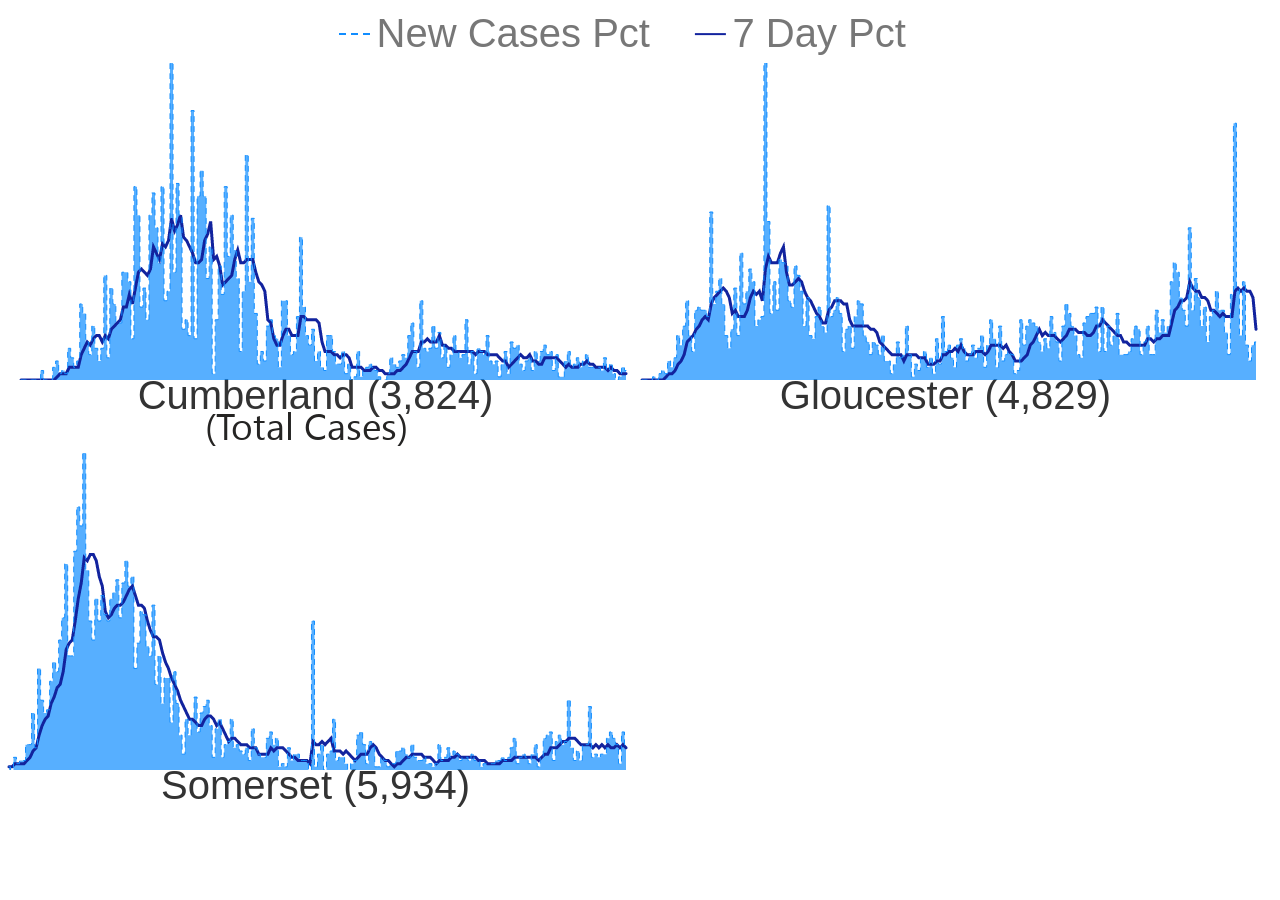 New Cases Pct 7 Day Pct
Cumberland (3,824) Gloucester (4,829)
(Total Cases)
Somerset (5,934)